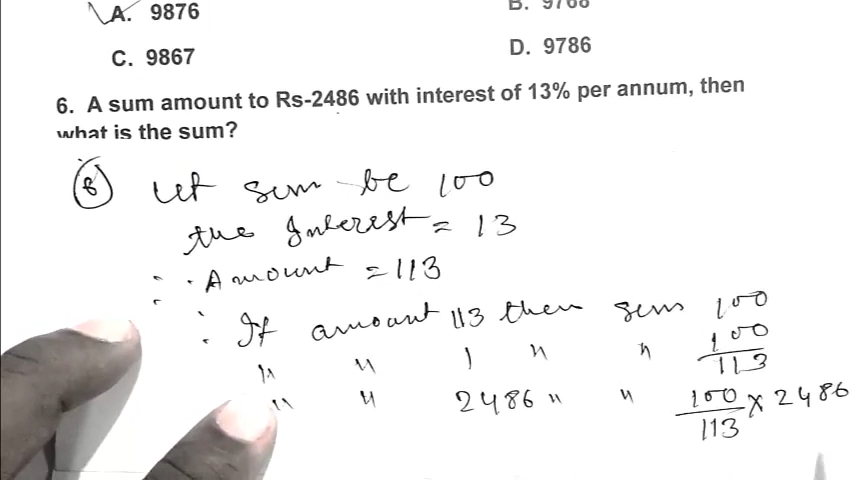 A. 9876
B. 9768
C. 9867
D. 9786
6. A sum amount to Rs-2486 with interest of 13% per annum, then
what is the sum?
6 Let sum be 100
the Interest = 13
∴ Amount = 113
∴ If amount 113 then sum 100
〃 〃 1 〃 〃 100/113
〃 〃 2486 〃 〃 100/113 × 2486